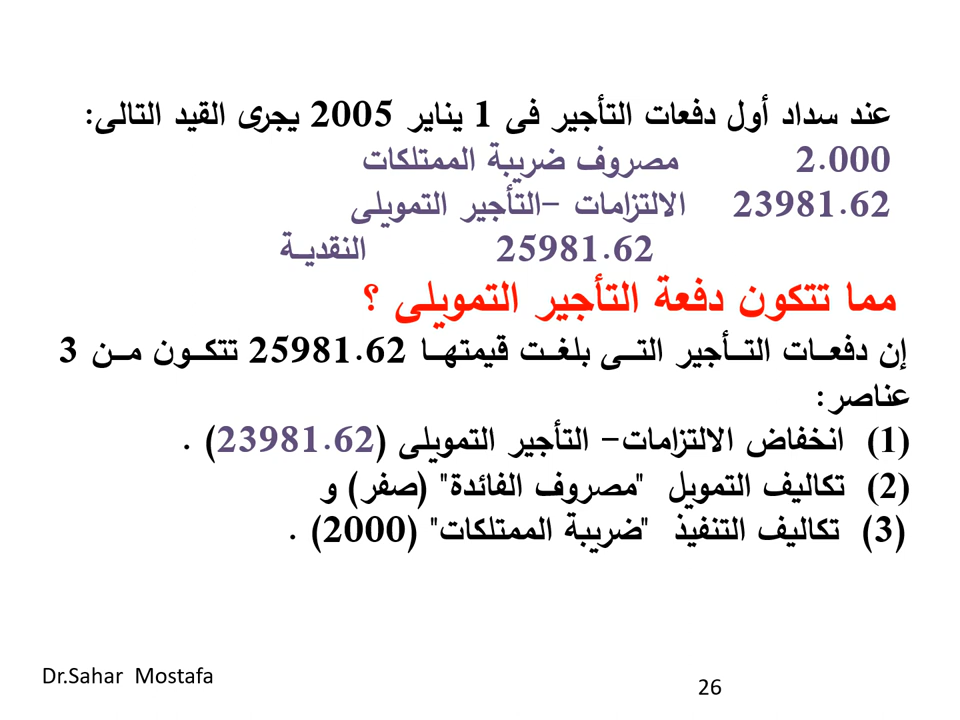 عند سداد أول دفعات التأجير فى 1 يناير 2005 يجرى القيد التالى:
2.000 مصروف ضريبة الممتلكات
23981.62 الالتزامات –التأجير التمويلى
25981.62 النقديـة
مما تتكون دفعة التأجير التمويلى ؟
إن دفعـات التـأجير التـى بلغـت قيمتهـا 25981.62 تتكـون مـن 3
عناصر:
(1) انخفاض الالتزامات– التأجير التمويلى (23981.62) .
(2) تكاليف التمويل "مصروف الفائدة" (صفر) و
(3) تكاليف التنفيذ "ضريبة الممتلكات" (2000) .
Dr.Sahar Mostafa
26